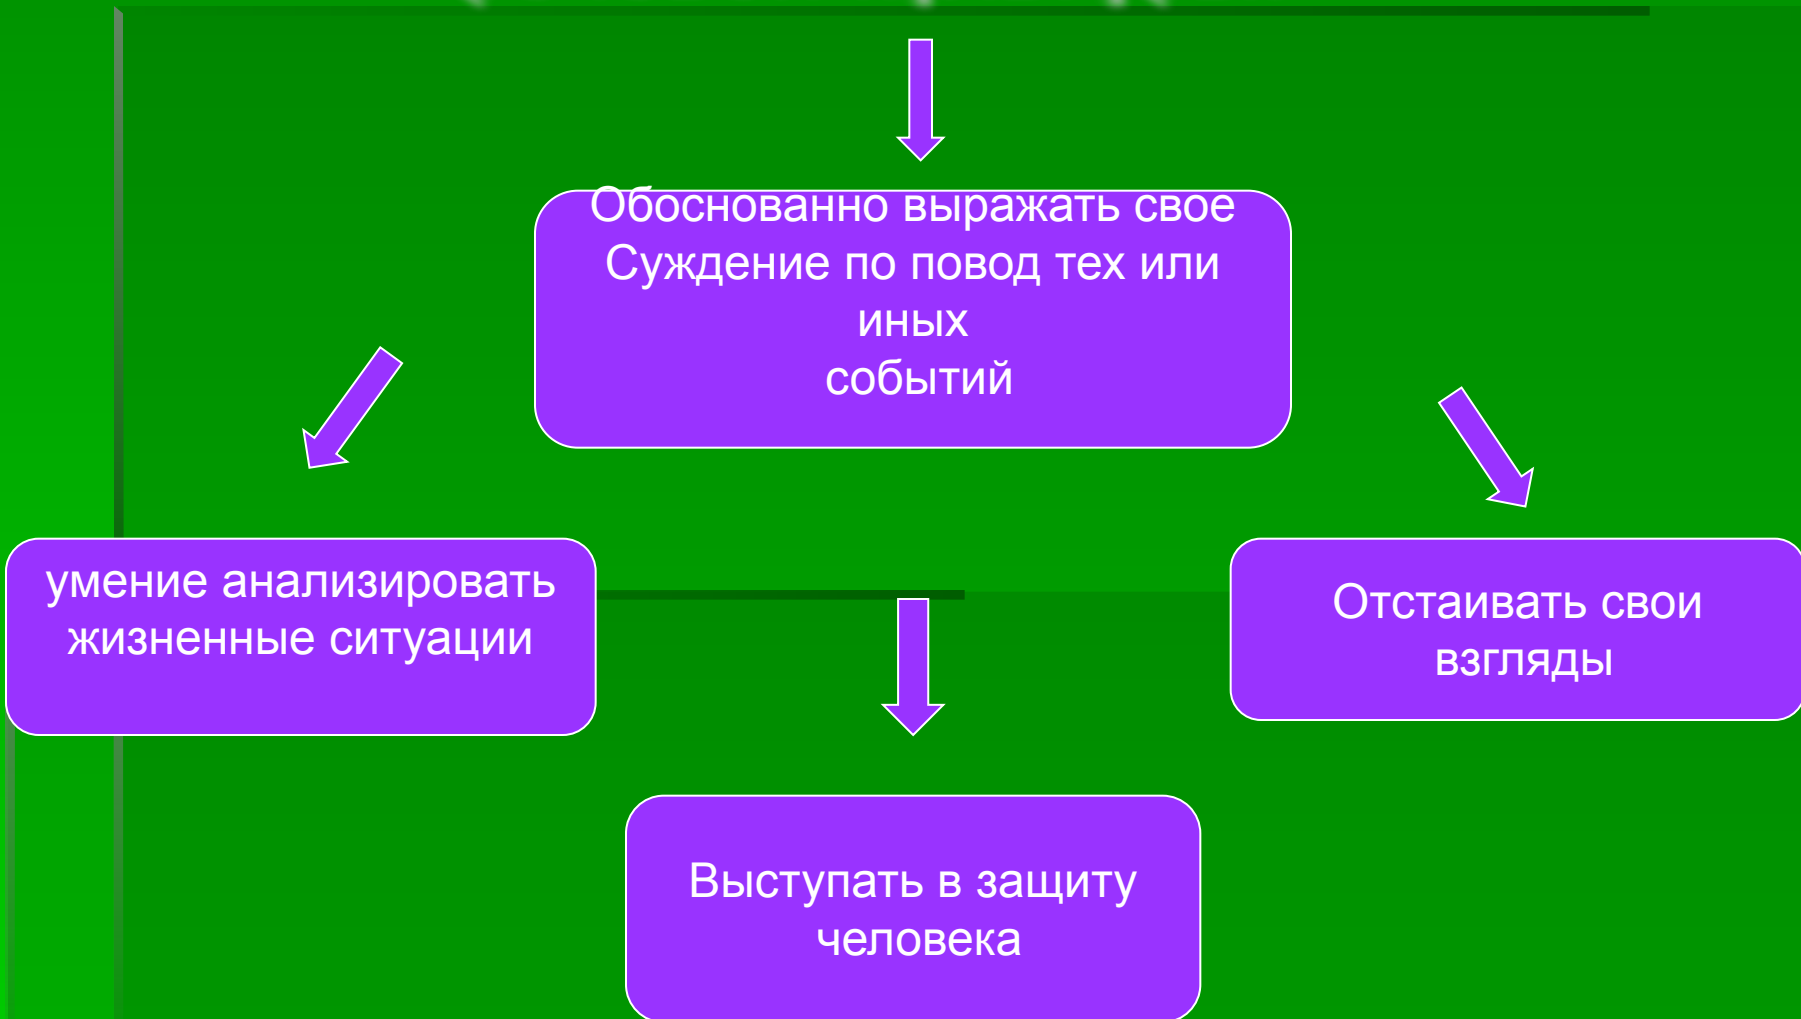 Обоснованно выражать свое
Суждение по повод тех или
иных
событий
умение анализировать
жизненные ситуации
Отстаивать свои
взгляды
Выступать в защиту
человека